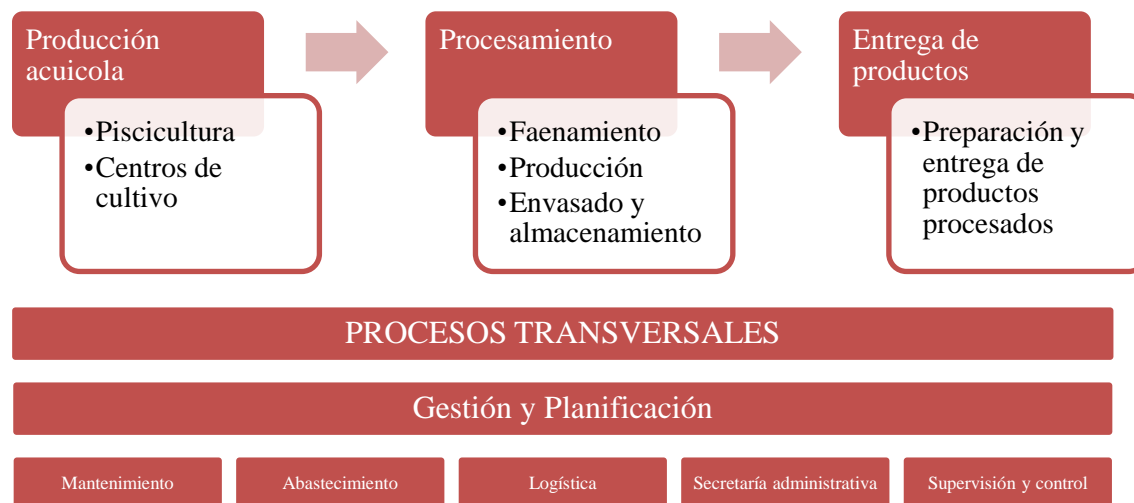 Producción
acuicola
•Piscicultura
•Centros de
cultivo
Procesamiento
•Faenamiento
•Producción
•Envasado y
almacenamiento
Entrega de
productos
•Preparación y
entrega de
productos
procesados
PROCESOS TRANSVERSALES
Gestión y Planificación
Mantenimiento
Abastecimiento
Logística
Secretaría administrativa
Supervisión y control